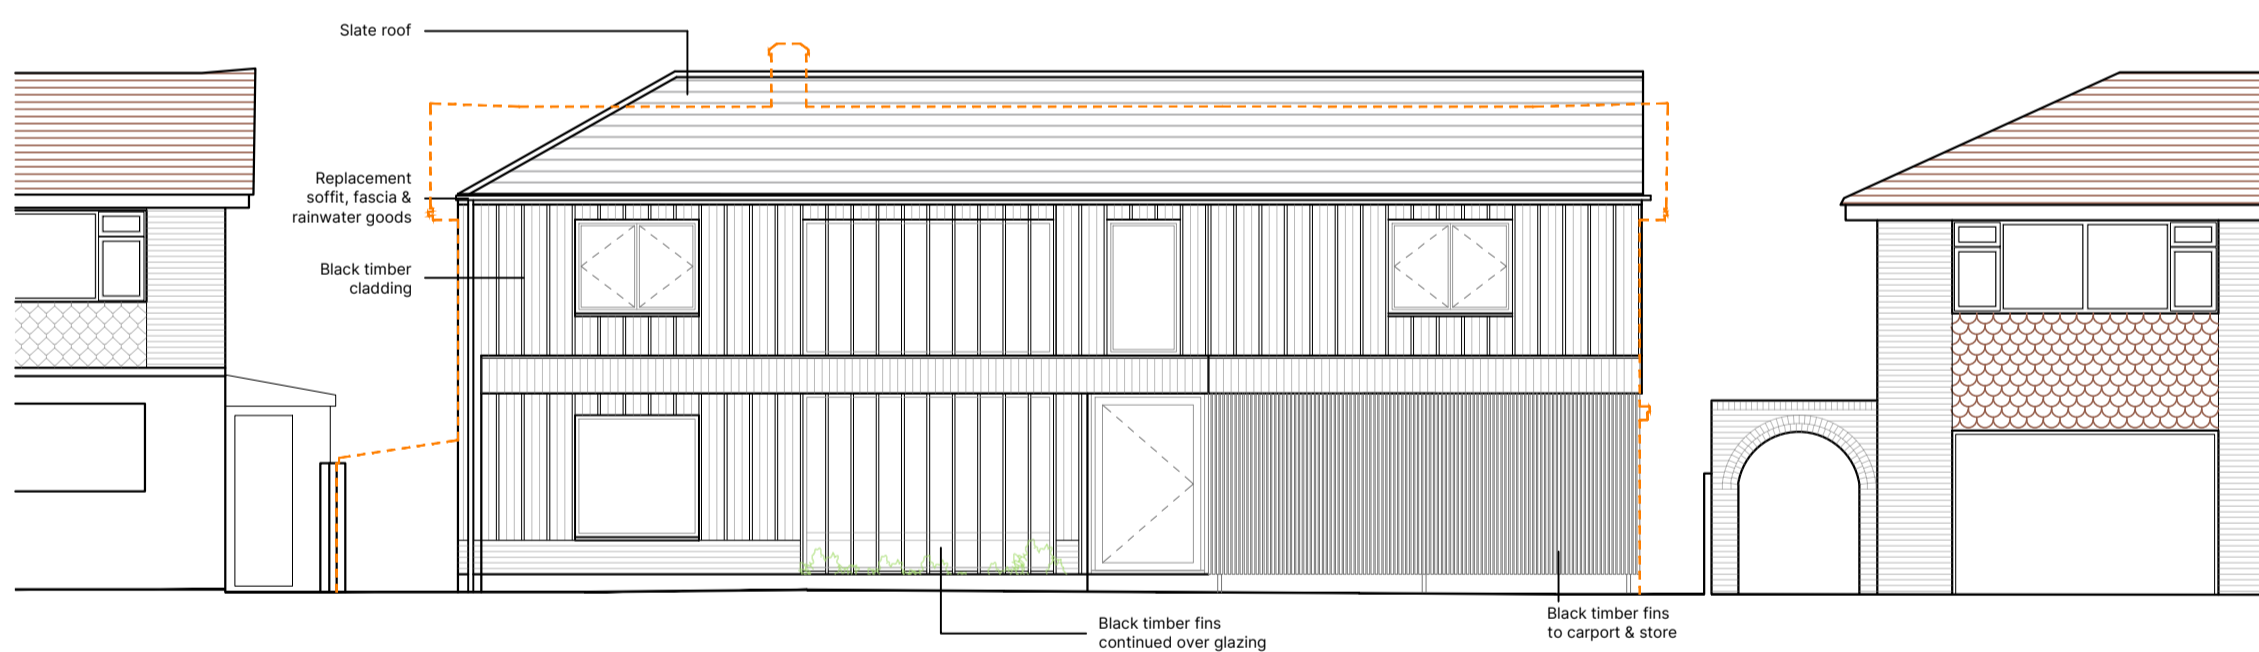 Slate roof
Replacement
soffit, fascia &
rainwater goods
Black timber
cladding
Black timber fins
continued over glazing
Black timber fins
to carport & store